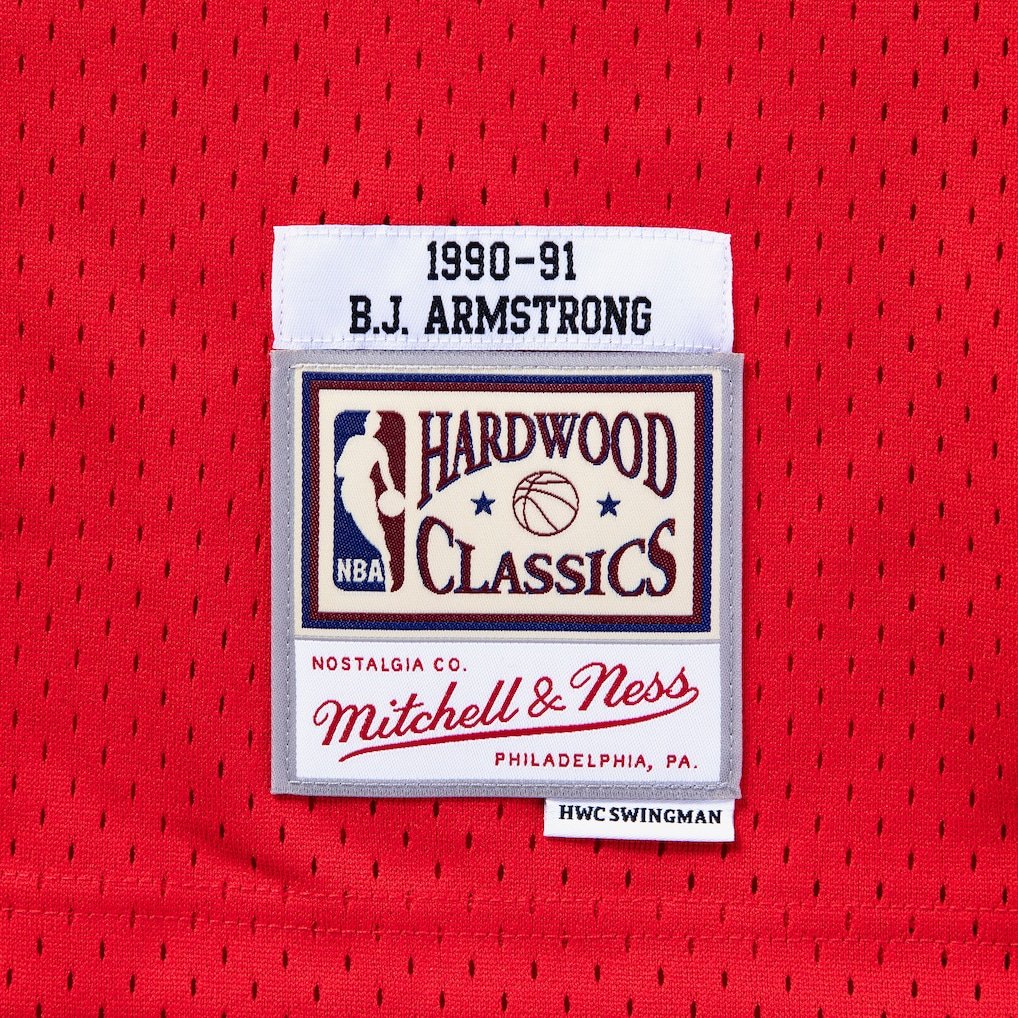 1990-91
B.J. ARMSTRONG
HARDWOOD
CLASSICS
NBA
NOSTALGIA CO.
Mitchell & Ness
PHILADELPHIA, PA.
HWC SWINGMAN